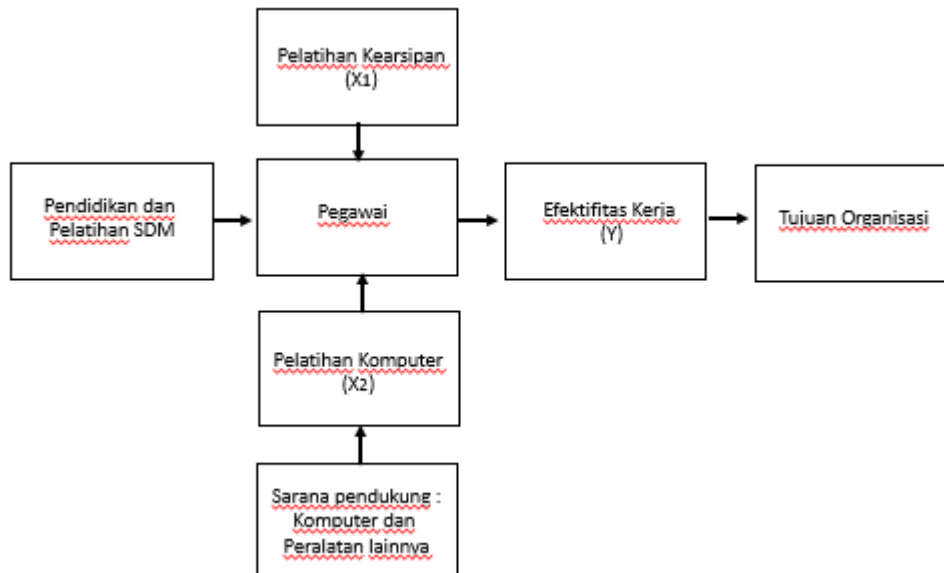 Pelatihan Kearsipan
(X1)
Pendidikan dan
Pelatihan SDM
Pegawai
Efektifitas Kerja
(Y)
Tujuan Organisasi
Pelatihan Komputer
(X2)
Sarana pendukung :
Komputer dan
Peralatan lainnya